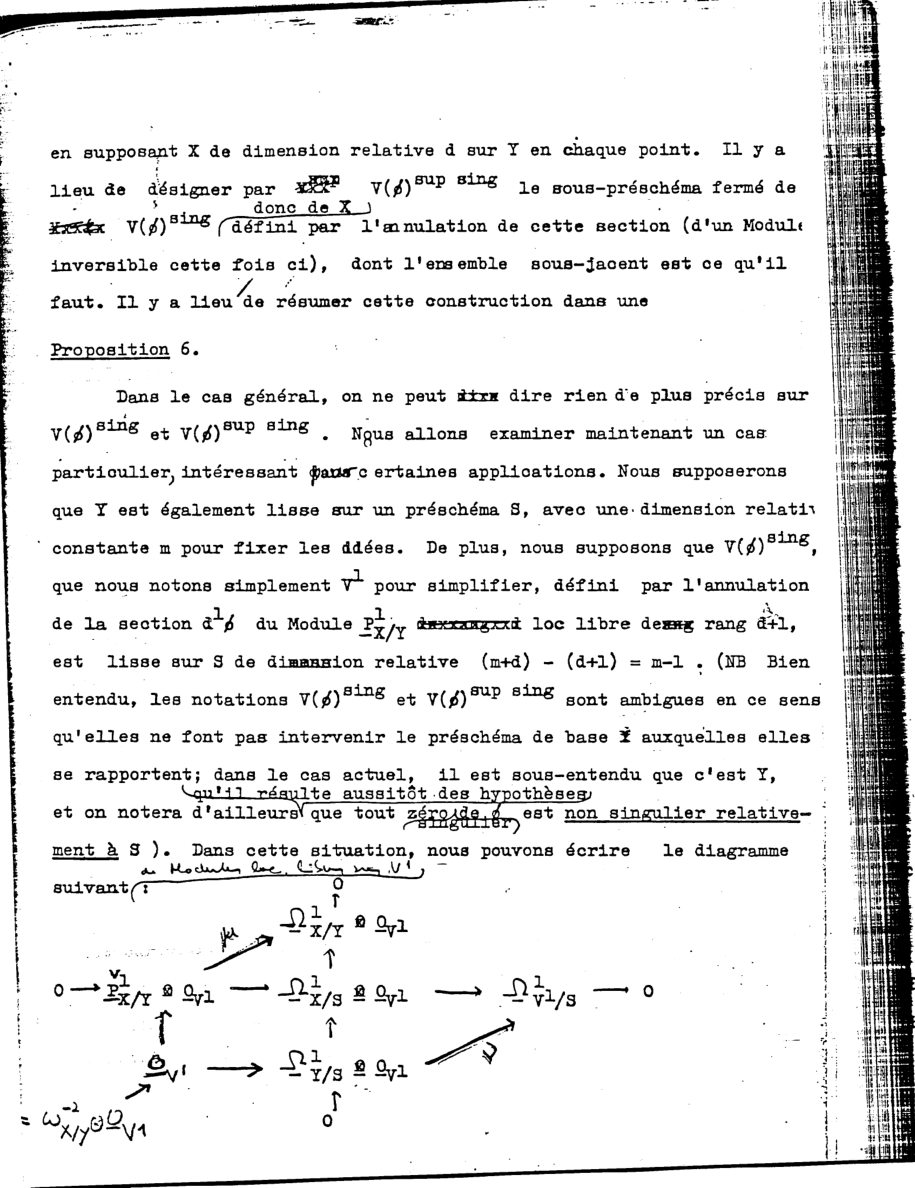 en supposant X de dimension relative d sur Y en chaque point. Il y a
lieu de désigner par V(ø)^sup sing le sous-préschéma fermé de
donc de X
V(ø)^sing défini par l'annulation de cette section (d'un Module
inversible cette fois ci), dont l'ensemble sous-jacent est ce qu'il
faut. Il y a lieu de résumer cette construction dans une
Proposition 6.
Dans le cas général, on ne peut dire rien de plus précis sur
V(ø)^sing et V(ø)^sup sing . Nous allons examiner maintenant un cas
particulier, intéressant certaines applications. Nous supposerons
que Y est également lisse sur un préschéma S, avec une dimension relati
constante m pour fixer les ddées. De plus, nous supposons que V(ø)^sing,
que nous notons simplement V^1 pour simplifier, défini par l'annulation
de la section d^1ø du Module P^1_X/Y loc libre de rang d+1,
est lisse sur S de dimension relative (m+d) - (d+1) = m-1 . (NB Bien
entendu, les notations V(ø)^sing et V(ø)^sup sing sont ambigues en ce sens
qu'elles ne font pas intervenir le préschéma de base Y auxquelles elles
se rapportent; dans le cas actuel, il est sous-entendu que c'est Y,
qu'il résulte aussitôt des hypothèses
et on notera d'ailleurs que tout zéro de ø est non singulier relative-
singulier
ment à S ). Dans cette situation, nous pouvons écrire le diagramme
de Modules loc. libres sur V^1
suivant :
0
↑
Ω^1_X/Y ⊗ O_V1
μ
↑
0 → P^v1_X/Y ⊗ O_V1 → Ω^1_X/S ⊗ O_V1 → Ω^1_V1/S → 0
↑ ↑
O_V1 → Ω^1_Y/S ⊗ O_V1
ν
↑
0
= ω^-2_X/Y ⊗ O_V1